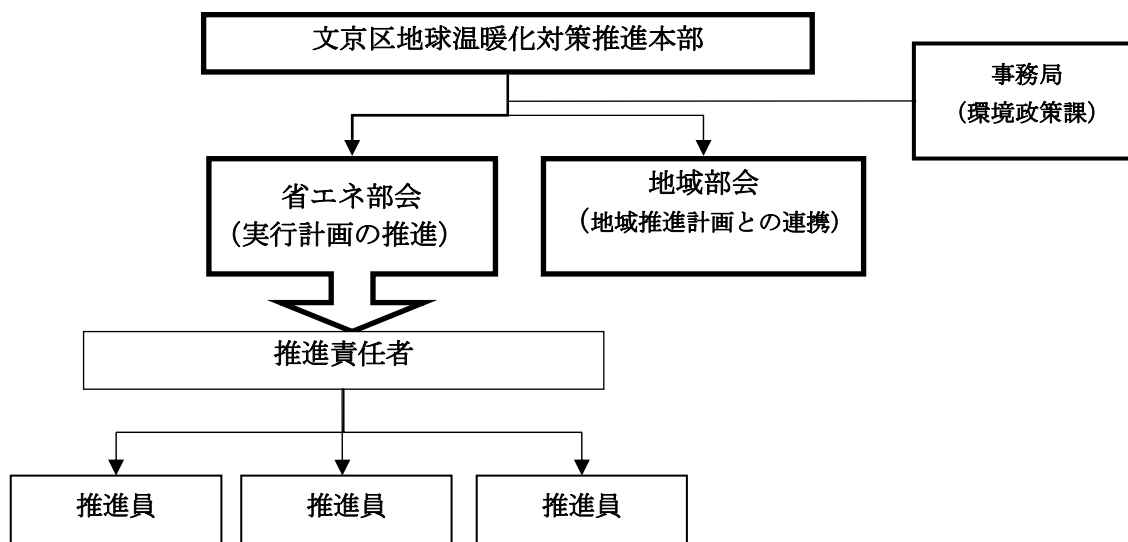 文京区地球温暖化対策推進本部
事務局
（環境政策課）
省エネ部会
（実行計画の推進）
地域部会
（地域推進計画との連携）
推進責任者
推進員
推進員
推進員